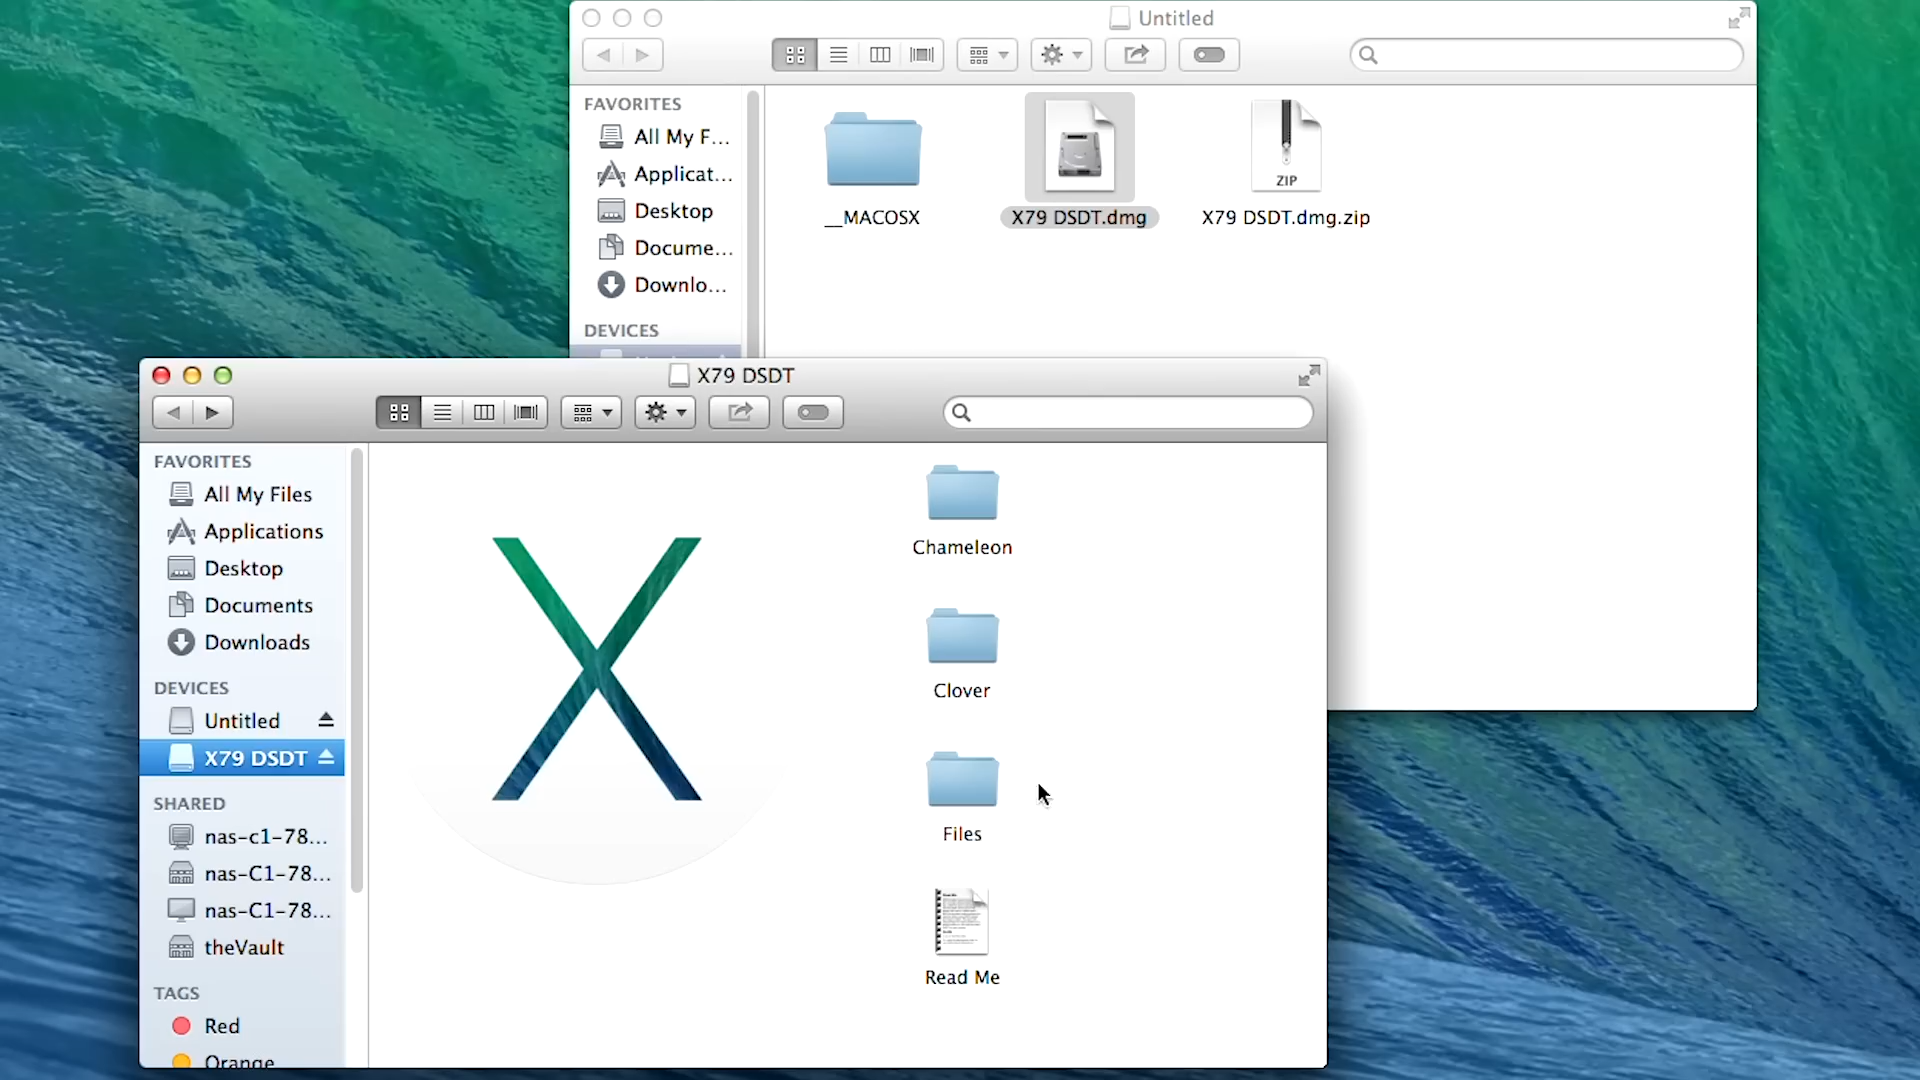 Untitled
FAVORITES
All My F...
Applicat...
Desktop
Docume...
Downlo...
DEVICES
__MACOSX
X79 DSDT.dmg
ZIP
X79 DSDT.dmg.zip
X79 DSDT
FAVORITES
All My Files
Applications
Desktop
Documents
Downloads
DEVICES
Untitled
X79 DSDT
SHARED
nas-c1-78...
nas-C1-78...
nas-C1-78...
theVault
TAGS
Red
Orange
X
Chameleon
Clover
Files
Read Me